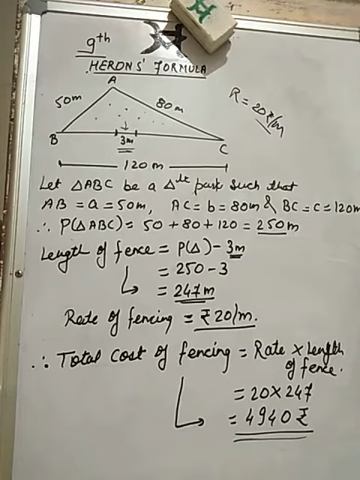 9th
HERONS' FORMULA
A
50m
80m
R = 20₹/m
B
3m
C
120 m
Let ΔABC be a Δle park such that
AB = a = 50m, AC = b = 80m & BC = c = 120m
∴ P(ΔABC) = 50 + 80 + 120 = 250m
Length of fence = P(Δ) - 3m
= 250 - 3
= 247m
Rate of fencing = ₹20/m.
∴ Total cost of fencing = Rate × Length of fence.
= 20 × 247
= 4940 ₹